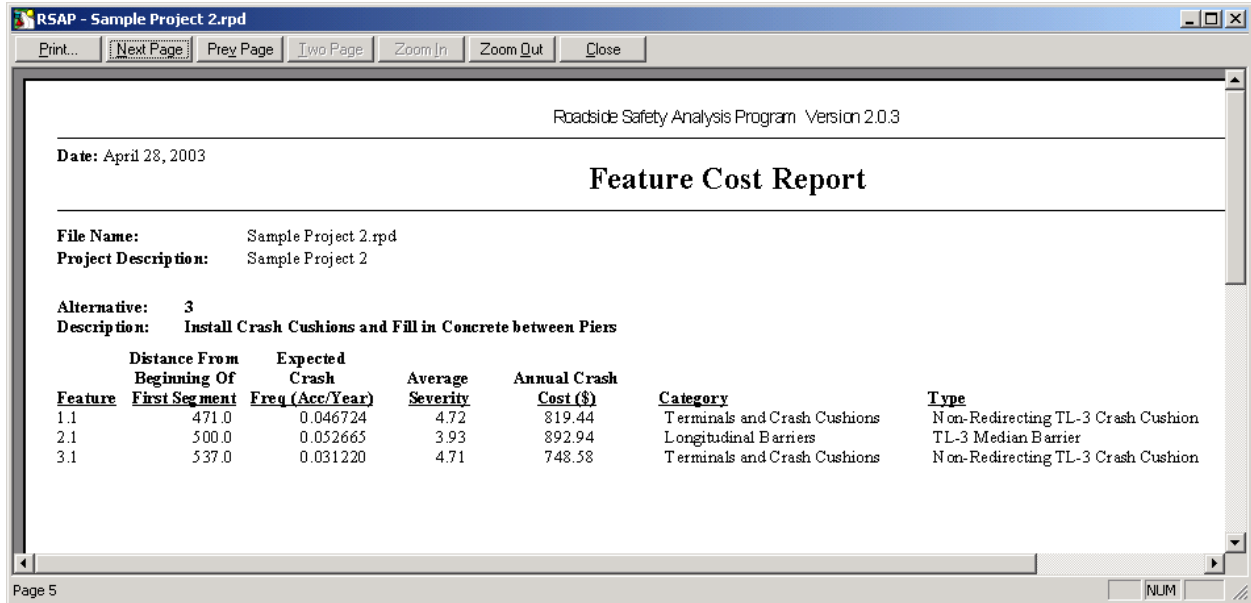 RSAP - Sample Project 2.rpd
Print... Next Page Prev Page Two Page Zoom In Zoom Out Close
Roadside Safety Analysis Program Version 2.0.3
Date: April 28, 2003
Feature Cost Report
File Name: Sample Project 2.rpd
Project Description: Sample Project 2
Alternative: 3
Description: Install Crash Cushions and Fill in Concrete between Piers
Distance From Expected
Beginning Of Crash Average Annual Crash
Feature First Segment Freq (Acc/Year) Severity Cost ($) Category Type
1.1 471.0 0.046724 4.72 819.44 Terminals and Crash Cushions Non-Redirecting TL-3 Crash Cushion
2.1 500.0 0.052665 3.93 892.94 Longitudinal Barriers TL-3 Median Barrier
3.1 537.0 0.031220 4.71 748.58 Terminals and Crash Cushions Non-Redirecting TL-3 Crash Cushion
Page 5 NUM